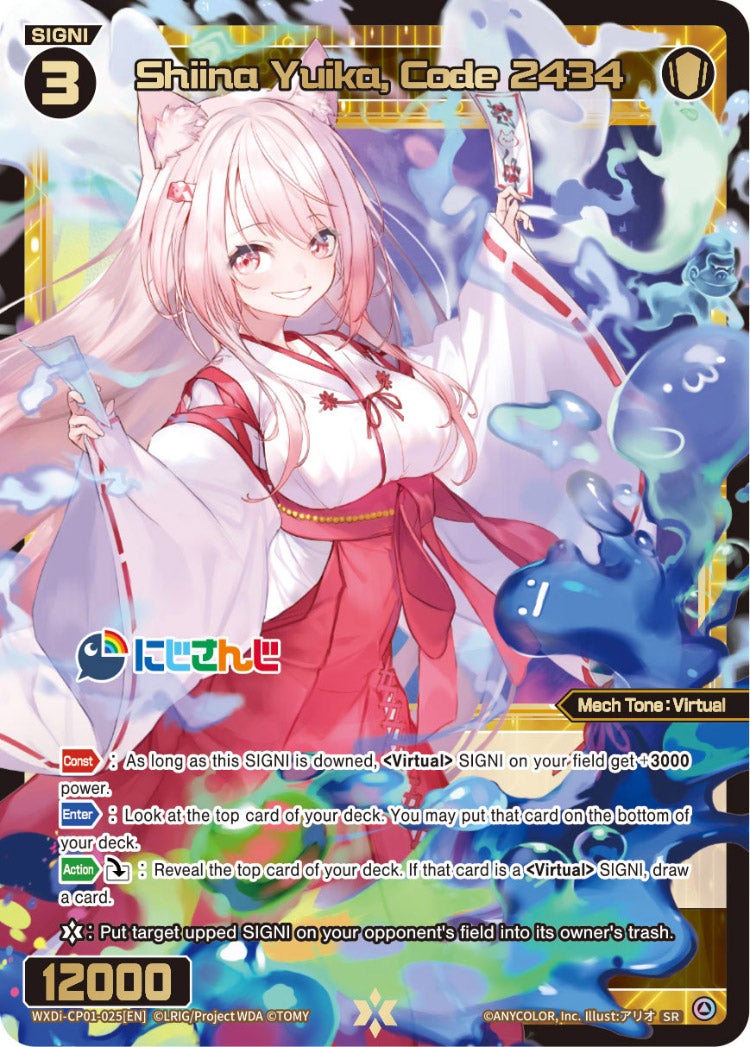 SIGNI
3
Shiina Yuika, Code 2434
にじさんじ
Mech Tone:Virtual
Const : As long as this SIGNI is downed, <Virtual> SIGNI on your field get +3000
power.
Enter : Look at the top card of your deck. You may put that card on the bottom of
your deck.
Action : Reveal the top card of your deck. If that card is a <Virtual> SIGNI, draw
a card.
: Put target upped SIGNI on your opponent's field into its owner's trash.
12000
WXDi-CP01-025[EN] ©LRIG/Project WDA ©TOMY
©ANYCOLOR, Inc. Illust:アリオ SR